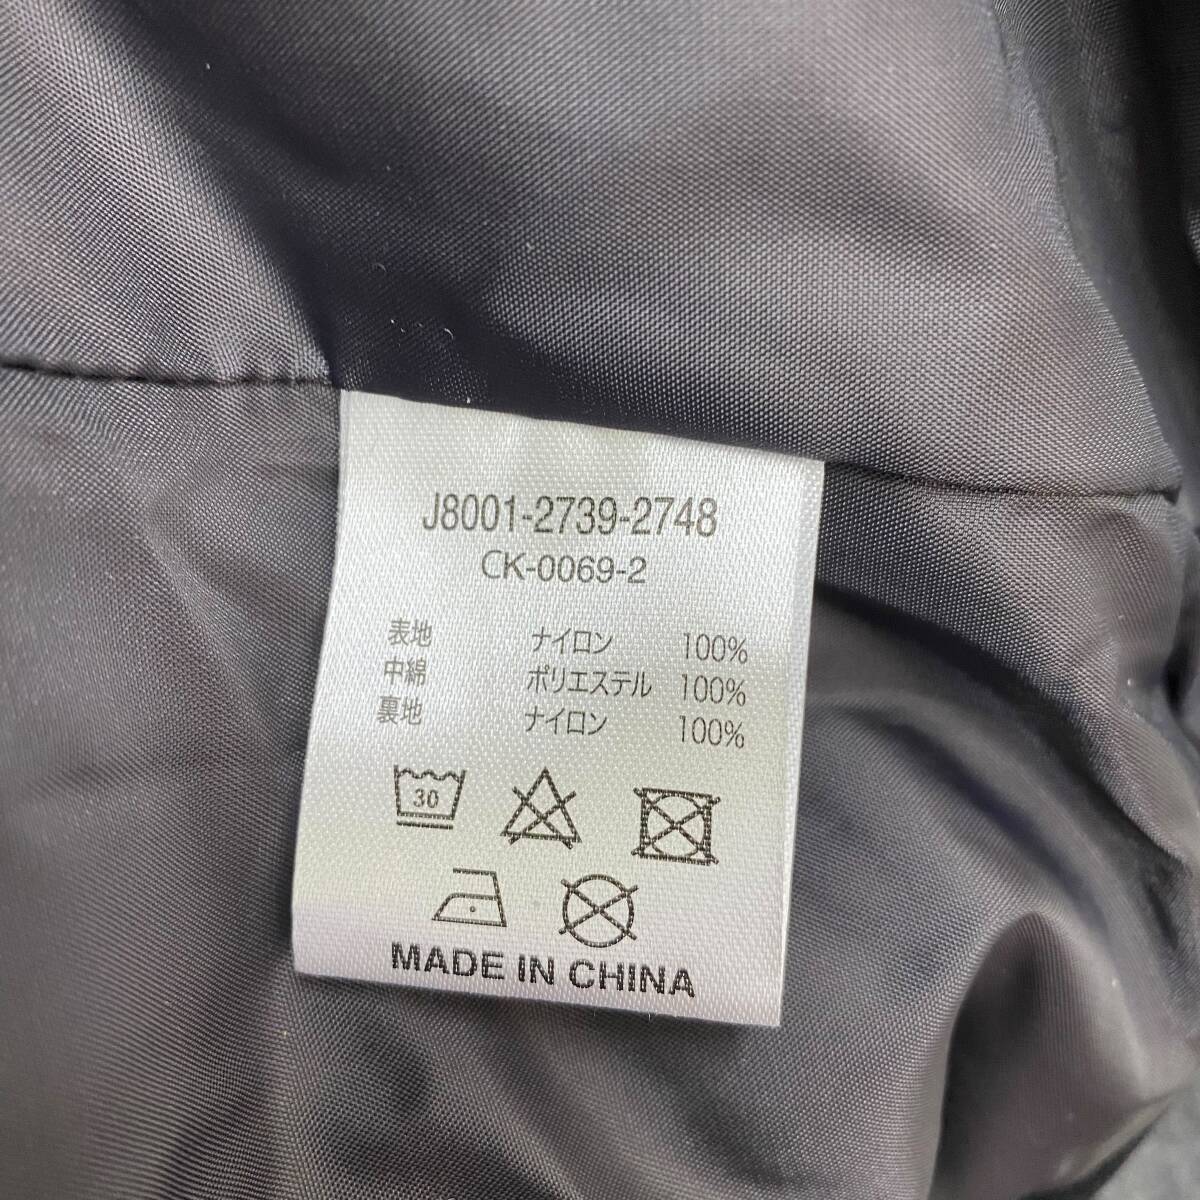 J8001-2739-2748
CK-0069-2
表地 ナイロン 100%
中綿 ポリエステル 100%
裏地 ナイロン 100%
30
MADE IN CHINA